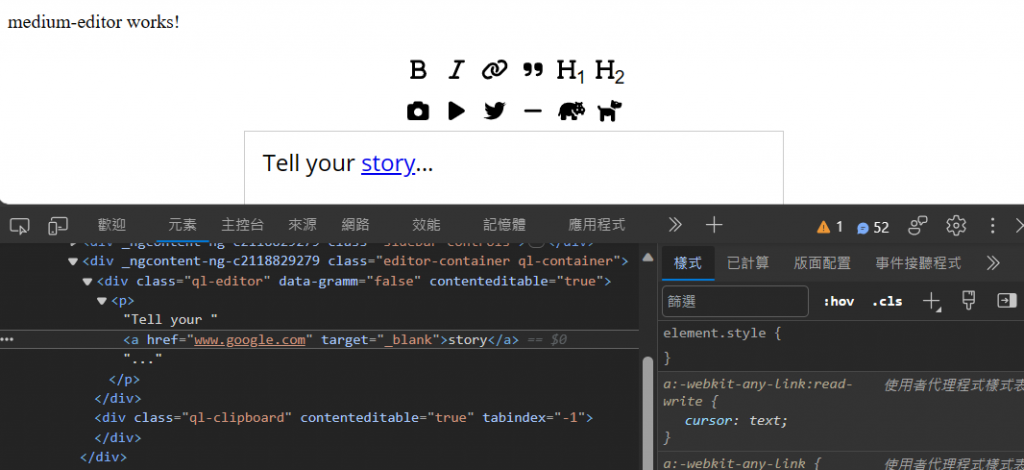 medium-editor works!
B I H1 H2
Tell your story...
歡迎 元素 主控台 來源 網路 效能 記憶體 應用程式 1 52
<div _ngcontent-ng-c2118829279 class="sidebar-controls">…</div>
<div _ngcontent-ng-c2118829279 class="editor-container ql-container">
<div class="ql-editor" data-gramm="false" contenteditable="true">
<p>
"Tell your "
<a href="www.google.com" target="_blank">story</a> == $0
"..."
</p>
</div>
<div class="ql-clipboard" contenteditable="true" tabindex="-1">
</div>
</div>
樣式 已計算 版面配置 事件接聽程式
篩選 :hov .cls
element.style {
}
a:-webkit-any-link:read- 使用者代理程式樣式表
write {
cursor: text;
}
a:-webkit-any-link { 使用者代理程式樣式表